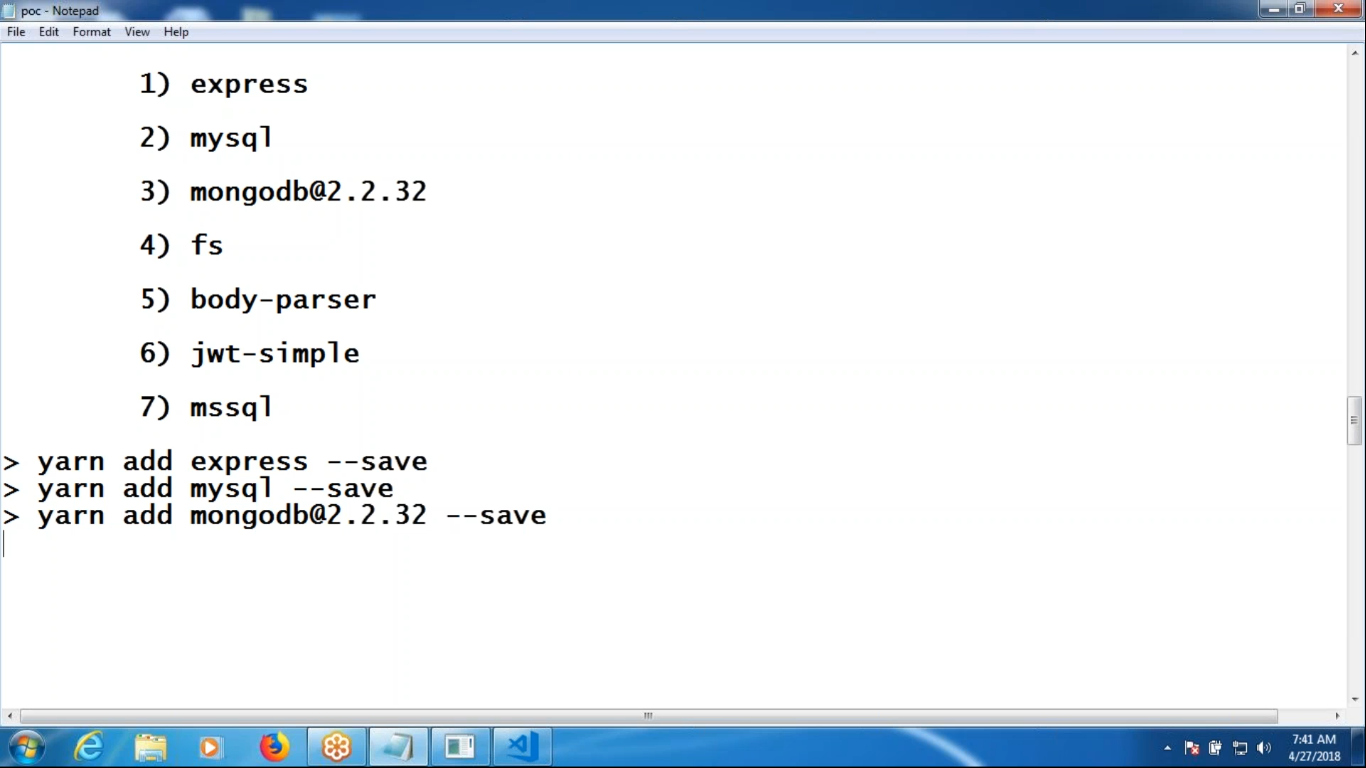 poc - Notepad
File Edit Format View Help
1) express
2) mysql
3) mongodb@2.2.32
4) fs
5) body-parser
6) jwt-simple
7) mssql
> yarn add express --save
> yarn add mysql --save
> yarn add mongodb@2.2.32 --save
7:41 AM
4/27/2018